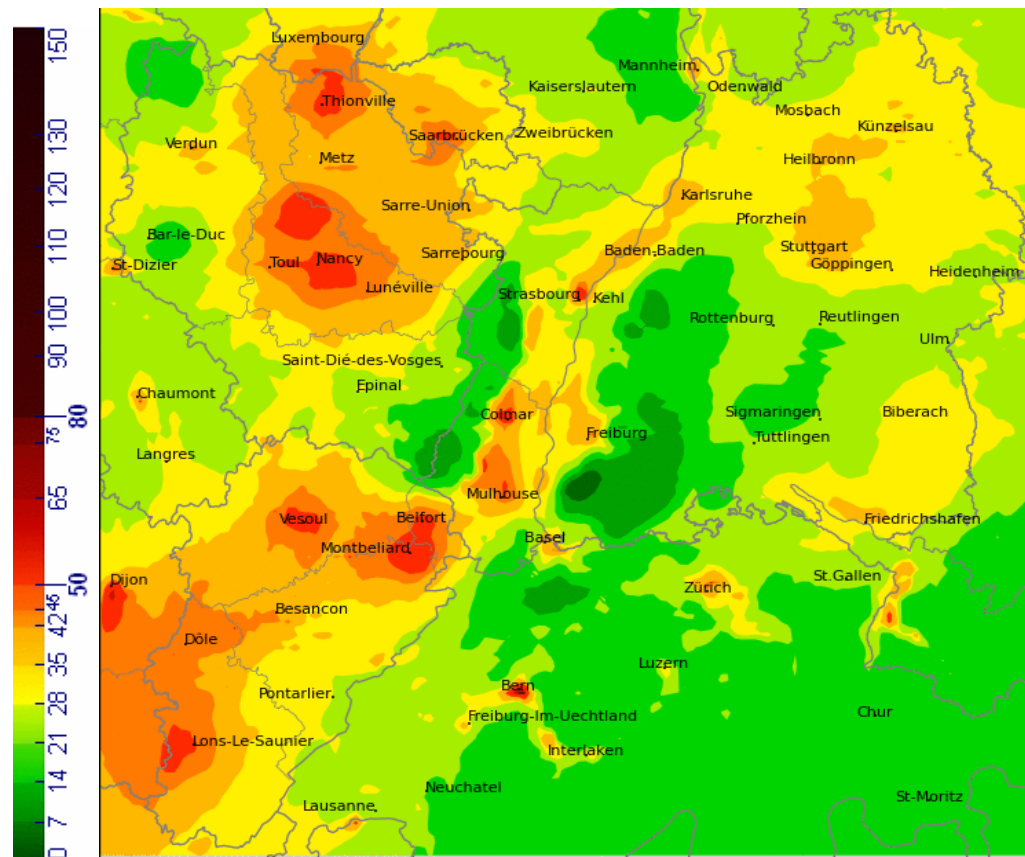 150
130
120
110
100
90
80
75
65
50
45
42
35
28
21
14
7
0
Luxembourg
Mannheim
Kaiserslautern
Odenwald
Thionville
Mosbach
Künzelsau
Saarbrücken
Zweibrücken
Verdun
Metz
Heilbronn
Karlsruhe
Sarre-Union
Pforzhein
Bar-le-Duc
Stuttgart
Sarrebourg
Baden-Baden
Nancy
Toul
St-Dizier
Göppingen
Heidenheim
Lunéville
Strasbourg
Kehl
Rottenburg
Reutlingen
Ulm
Saint-Dié-des-Vosges
Epinal
Chaumont
Colmar
Sigmaringen
Biberach
Freiburg
Tuttlingen
Langres
Mulhouse
Vesoul
Belfort
Friedrichshafen
Basel
Montbeliard
Dijon
St.Gallen
Zürich
Besancon
Dôle
Luzern
Bern
Pontarlier
Freiburg-Im-Uechtland
Chur
Lons-Le-Saunier
Interlaken
Neuchatel
St-Moritz
Lausanne